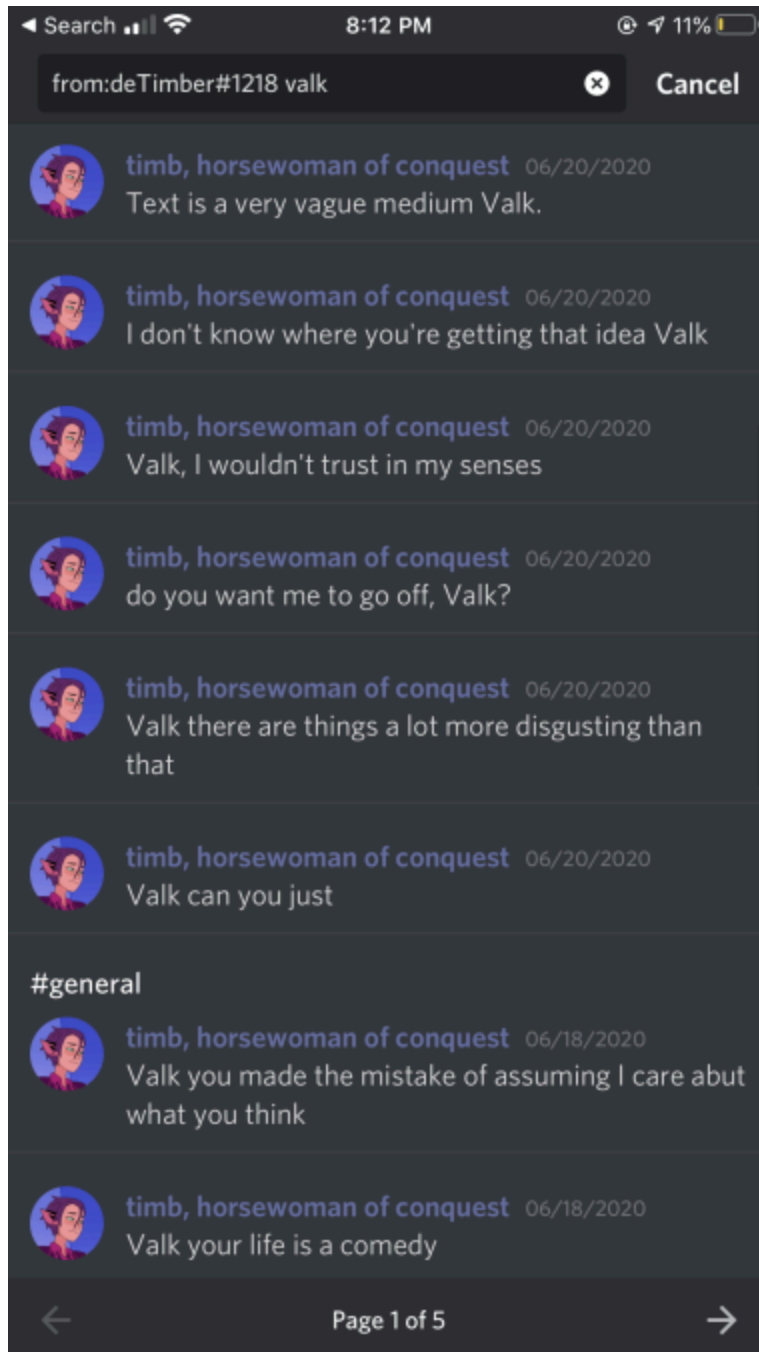 Search 8:12 PM 11%
from:deTimber#1218 valk Cancel
timb, horsewoman of conquest 06/20/2020
Text is a very vague medium Valk.
timb, horsewoman of conquest 06/20/2020
I don't know where you're getting that idea Valk
timb, horsewoman of conquest 06/20/2020
Valk, I wouldn't trust in my senses
timb, horsewoman of conquest 06/20/2020
do you want me to go off, Valk?
timb, horsewoman of conquest 06/20/2020
Valk there are things a lot more disgusting than
that
timb, horsewoman of conquest 06/20/2020
Valk can you just
#general
timb, horsewoman of conquest 06/18/2020
Valk you made the mistake of assuming I care abut
what you think
timb, horsewoman of conquest 06/18/2020
Valk your life is a comedy
Page 1 of 5